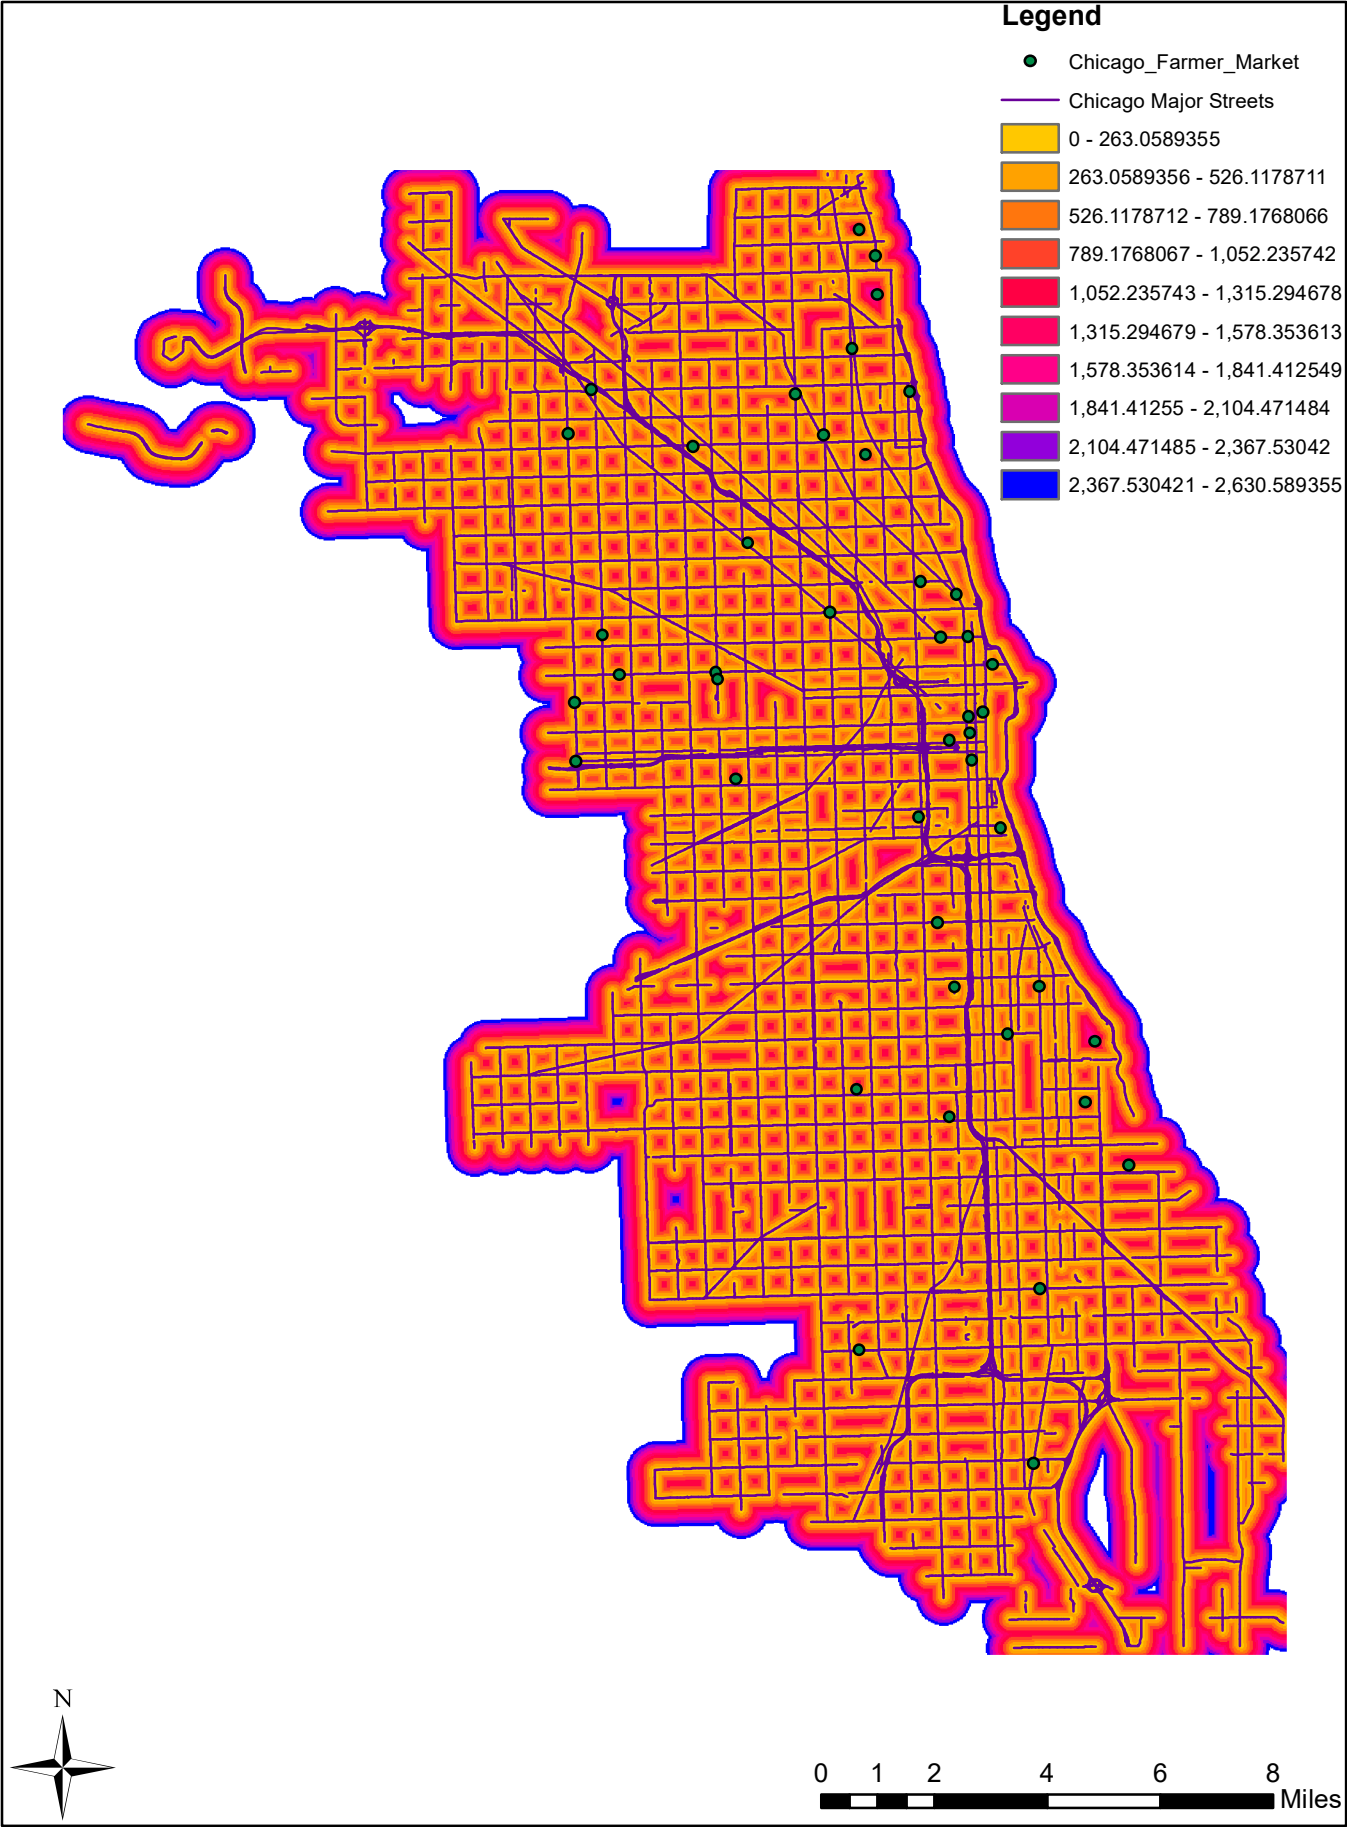 Legend
Chicago_Farmer_Market
Chicago Major Streets
0 - 263.0589355
263.0589356 - 526.1178711
526.1178712 - 789.1768066
789.1768067 - 1,052.235742
1,052.235743 - 1,315.294678
1,315.294679 - 1,578.353613
1,578.353614 - 1,841.412549
1,841.41255 - 2,104.471484
2,104.471485 - 2,367.53042
2,367.530421 - 2,630.589355
N
0 1 2 4 6 8
Miles